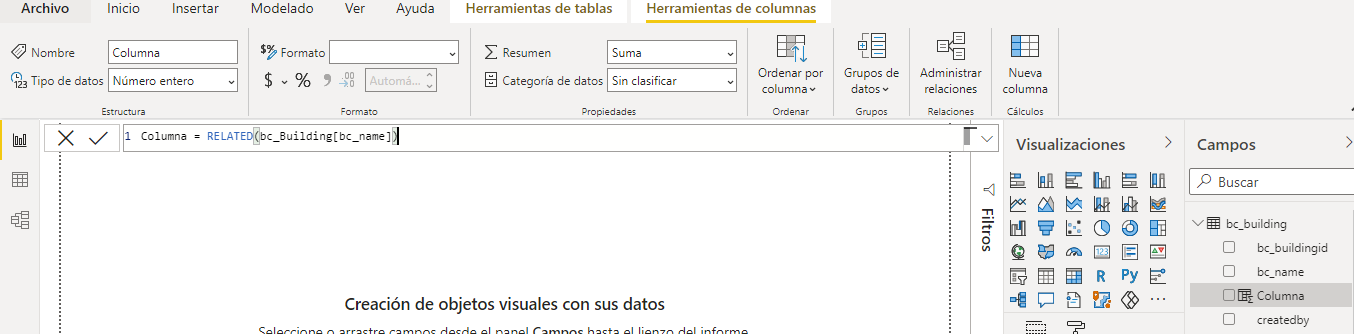 Archivo Inicio Insertar Modelado Ver Ayuda Herramientas de tablas Herramientas de columnas
Nombre Columna
Tipo de datos Número entero
Estructura
Formato
$ % Automá...
Formato
Resumen Suma
Categoría de datos Sin clasificar
Propiedades
Ordenar por
columna
Ordenar
Grupos de
datos
Grupos
Administrar
relaciones
Relaciones
Nueva
columna
Cálculos
1 Columna = RELATED(bc_Building[bc_name])
Creación de objetos visuales con sus datos
Seleccione o arrastre campos desde el panel Campos hasta el lienzo del informe
Filtros
Visualizaciones
123
R Py
Campos
Buscar
bc_building
bc_buildingid
bc_name
Columna
createdby